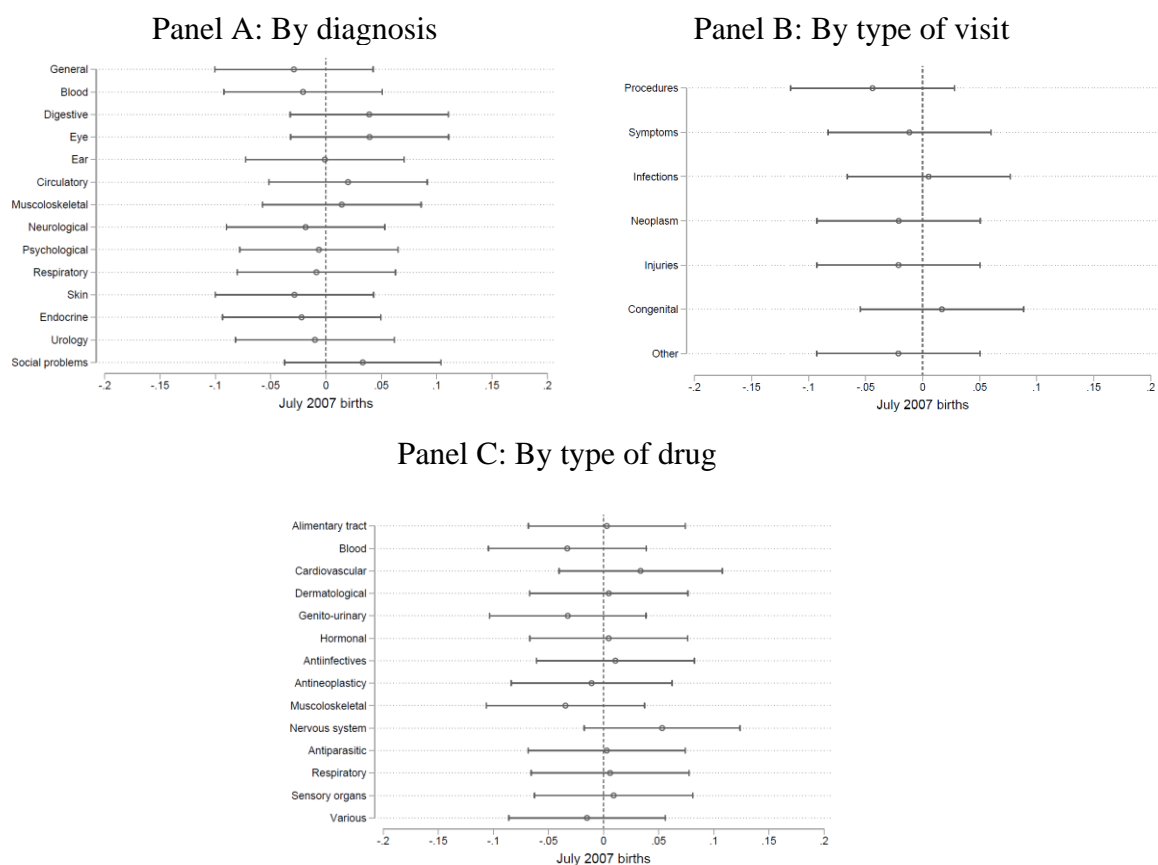 Panel A: By diagnosis
General
Blood
Digestive
Eye
Ear
Circulatory
Muscoloskeletal
Neurological
Psychological
Respiratory
Skin
Endocrine
Urology
Social problems
-.2 -.15 -.1 -.05 0 .05 .1 .15 .2
July 2007 births
Panel B: By type of visit
Procedures
Symptoms
Infections
Neoplasm
Injuries
Congenital
Other
-.2 -.15 -.1 -.05 0 .05 .1 .15 .2
July 2007 births
Panel C: By type of drug
Alimentary tract
Blood
Cardiovascular
Dermatological
Genito-urinary
Hormonal
Antiinfectives
Antineoplasticy
Muscoloskeletal
Nervous system
Antiparasitic
Respiratory
Sensory organs
Various
-.2 -.15 -.1 -.05 0 .05 .1 .15 .2
July 2007 births